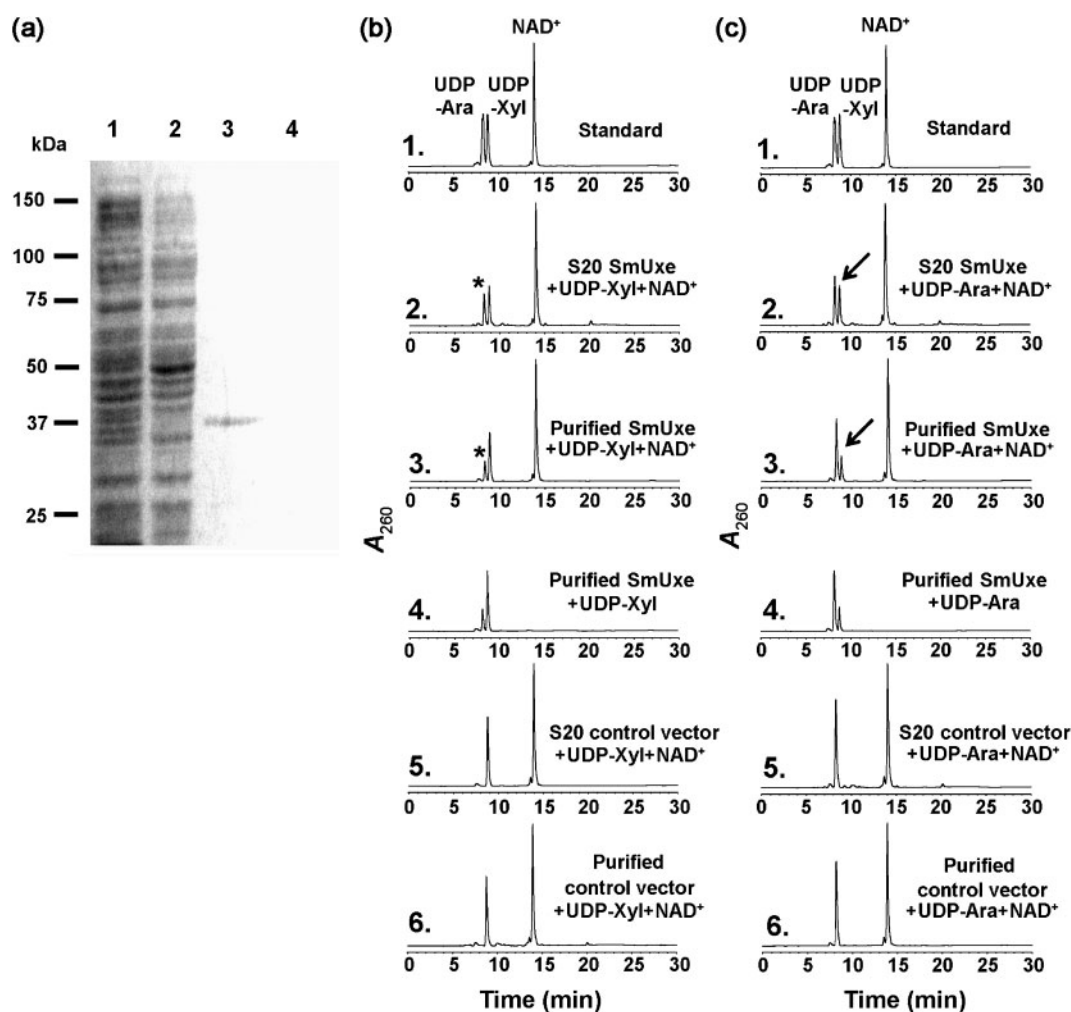 (a)
1 2 3 4
kDa
150
100
75
50
37
25
(b)
NAD⁺
UDP UDP
-Ara -Xyl
Standard
1.
0 5 10 15 20 25 30
S20 SmUxe
+UDP-Xyl+NAD⁺
*
2.
0 5 10 15 20 25 30
Purified SmUxe
+UDP-Xyl+NAD⁺
*
3.
0 5 10 15 20 25 30
A₂₆₀
Purified SmUxe
+UDP-Xyl
4.
0 5 10 15 20 25 30
S20 control vector
+UDP-Xyl+NAD⁺
5.
0 5 10 15 20 25 30
Purified
control vector
+UDP-Xyl+NAD⁺
6.
0 5 10 15 20 25 30
Time (min)
(c)
NAD⁺
UDP UDP
-Ara -Xyl
Standard
1.
0 5 10 15 20 25 30
S20 SmUxe
+UDP-Ara+NAD⁺
2.
0 5 10 15 20 25 30
Purified SmUxe
+UDP-Ara+NAD⁺
3.
0 5 10 15 20 25 30
A₂₆₀
Purified SmUxe
+UDP-Ara
4.
0 5 10 15 20 25 30
S20 control vector
+UDP-Ara+NAD⁺
5.
0 5 10 15 20 25 30
Purified
control vector
+UDP-Ara+NAD⁺
6.
0 5 10 15 20 25 30
Time (min)